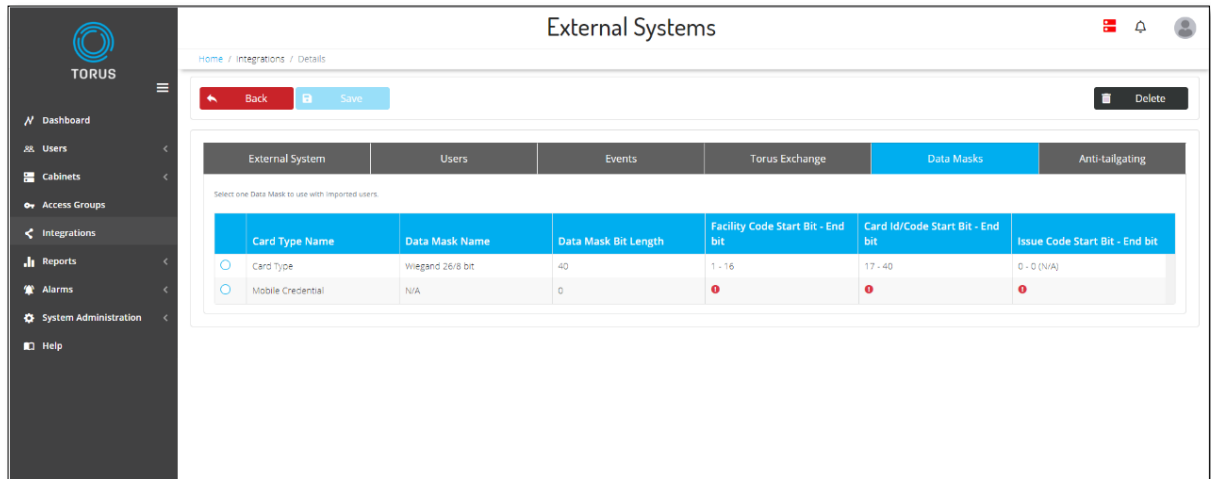 External Systems
TORUS
Home / Integrations / Details
Back
Save
Delete
Dashboard
Users
Cabinets
Access Groups
Integrations
Reports
Alarms
System Administration
Help
External System
Users
Events
Torus Exchange
Data Masks
Anti-tailgating
Select one Data Mask to use with imported users.
Card Type Name
Data Mask Name
Data Mask Bit Length
Facility Code Start Bit - End
bit
Card Id/Code Start Bit - End
bit
Issue Code Start Bit - End bit
Card Type
Wiegand 26/8 bit
40
1 - 16
17 - 40
0 - 0 (N/A)
Mobile Credential
N/A
0